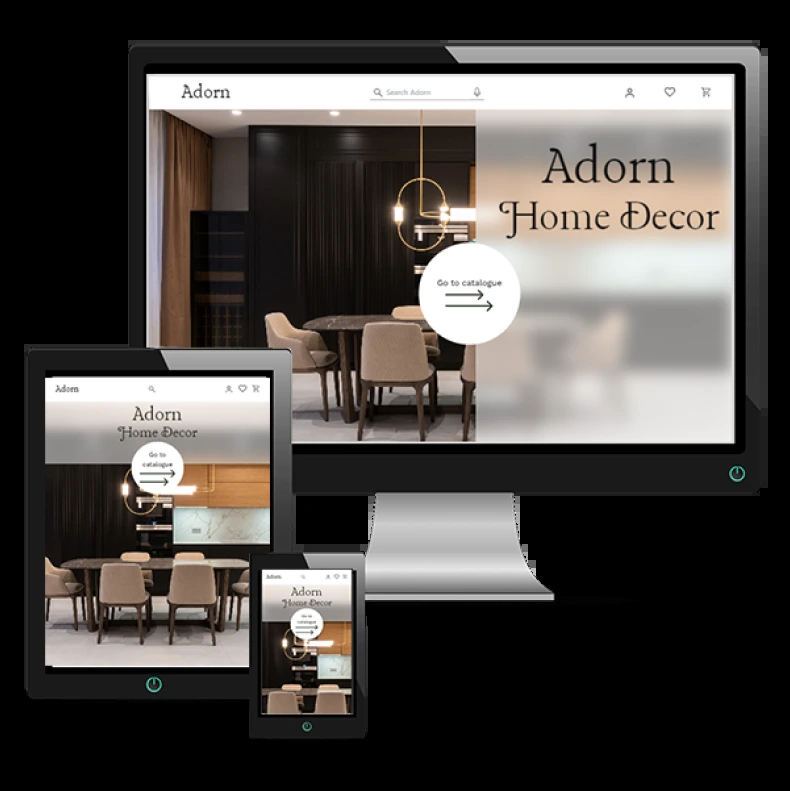 Adorn
Search Adorn
Adorn
Home Decor
Go to catalogue
Adorn
Adorn
Home Decor
Go to
catalogue
Adorn
Adorn
Home Decor
Go to
catalogue